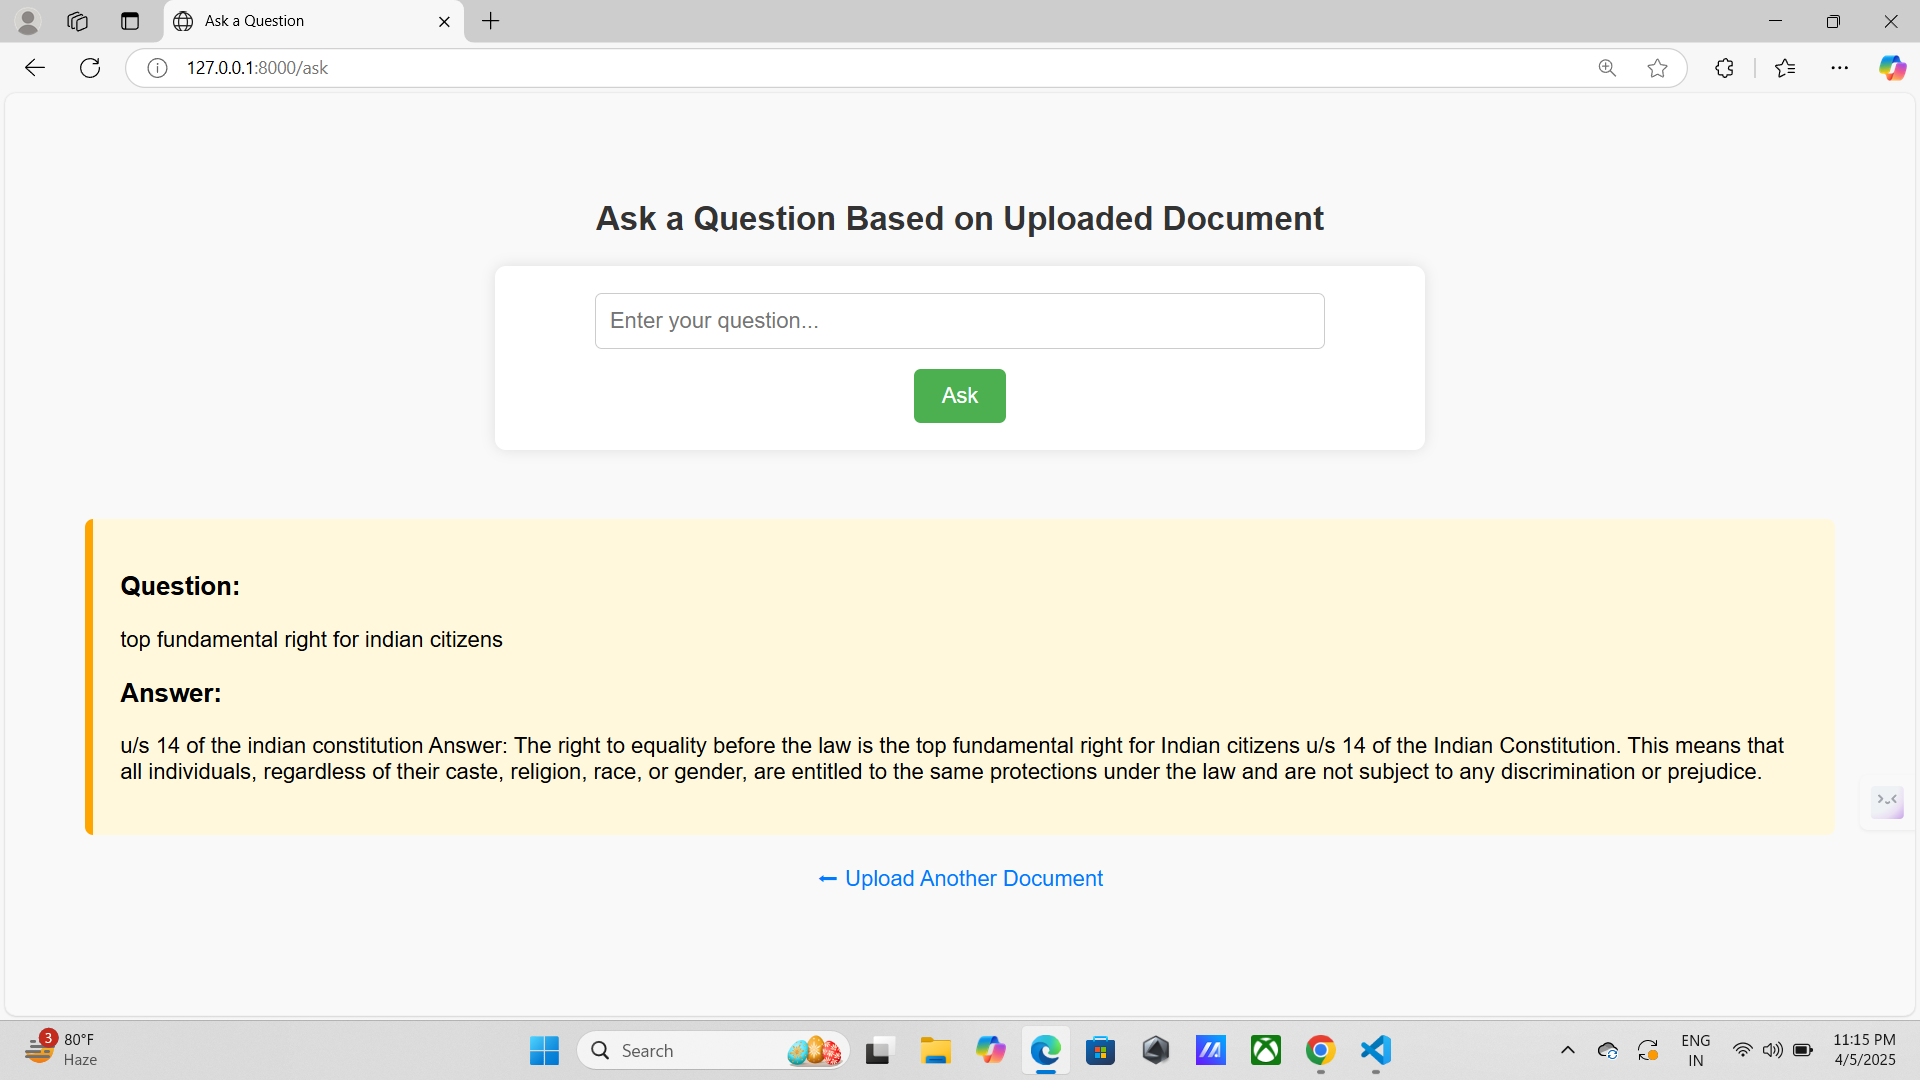 Ask a Question
127.0.0.1:8000/ask
Ask a Question Based on Uploaded Document
Enter your question...
Ask
Question:
top fundamental right for indian citizens
Answer:
u/s 14 of the indian constitution Answer: The right to equality before the law is the top fundamental right for Indian citizens u/s 14 of the Indian Constitution. This means that
all individuals, regardless of their caste, religion, race, or gender, are entitled to the same protections under the law and are not subject to any discrimination or prejudice.
⬅ Upload Another Document
3
80°F
Haze
Search
ENG
IN
11:15 PM
4/5/2025